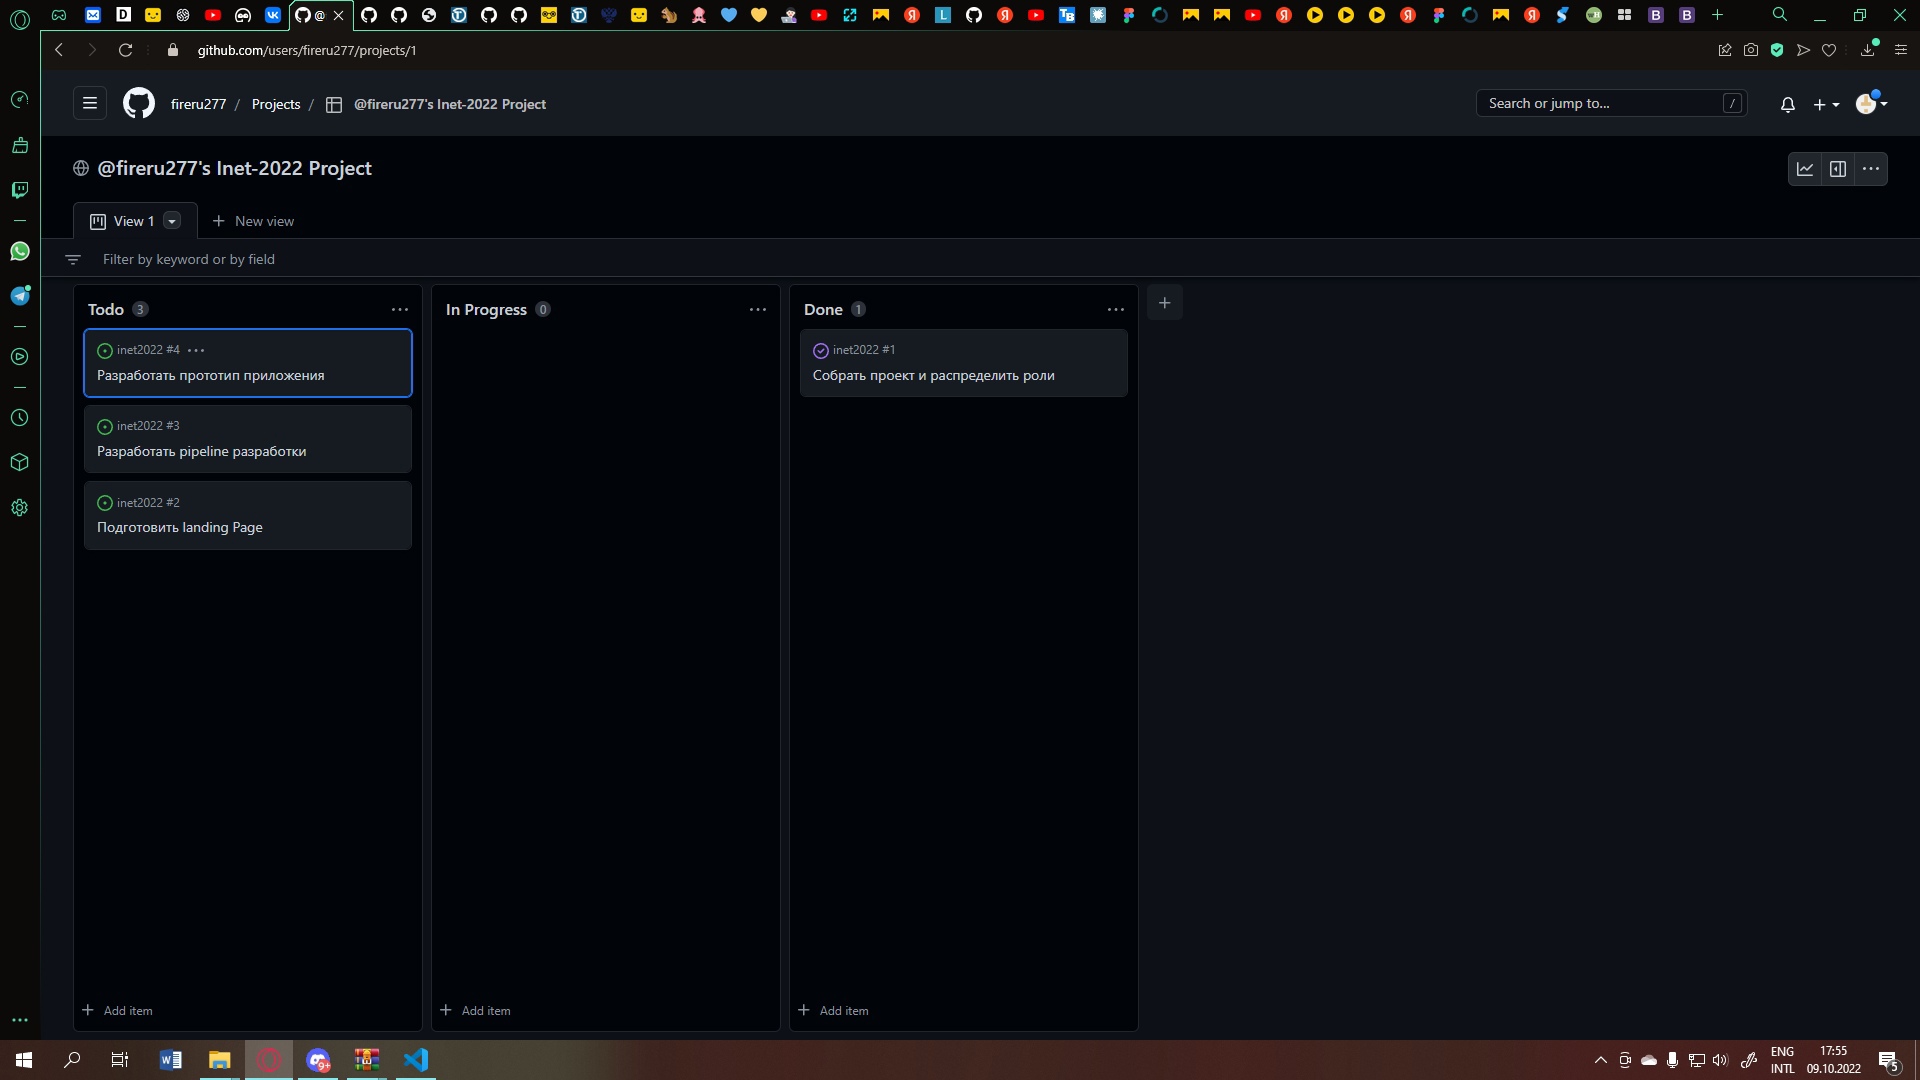 @
github.com/users/fireru277/projects/1
fireru277 / Projects / @fireru277's Inet-2022 Project
Search or jump to... /
@fireru277's Inet-2022 Project
View 1
New view
Filter by keyword or by field
Todo 3
inet2022 #4
Разработать прототип приложения
inet2022 #3
Разработать pipeline разработки
inet2022 #2
Подготовить landing Page
Add item
In Progress 0
Add item
Done 1
inet2022 #1
Собрать проект и распределить роли
Add item
9+
ENG
INTL
17:55
09.10.2022
5